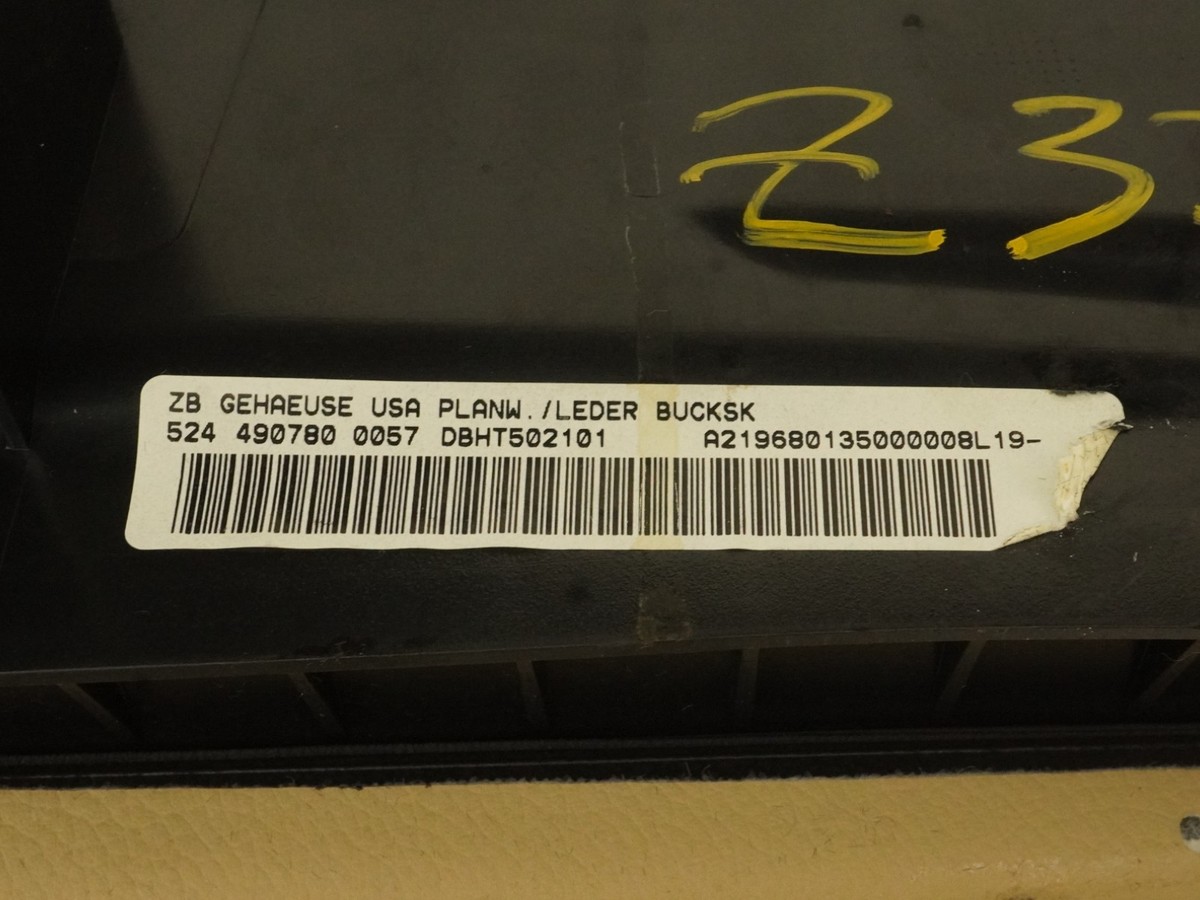 Z3
ZB GEHAEUSE USA PLANW./LEDER BUCKSK
524 490780 0057 DBHT502101 A219680135000008L19-